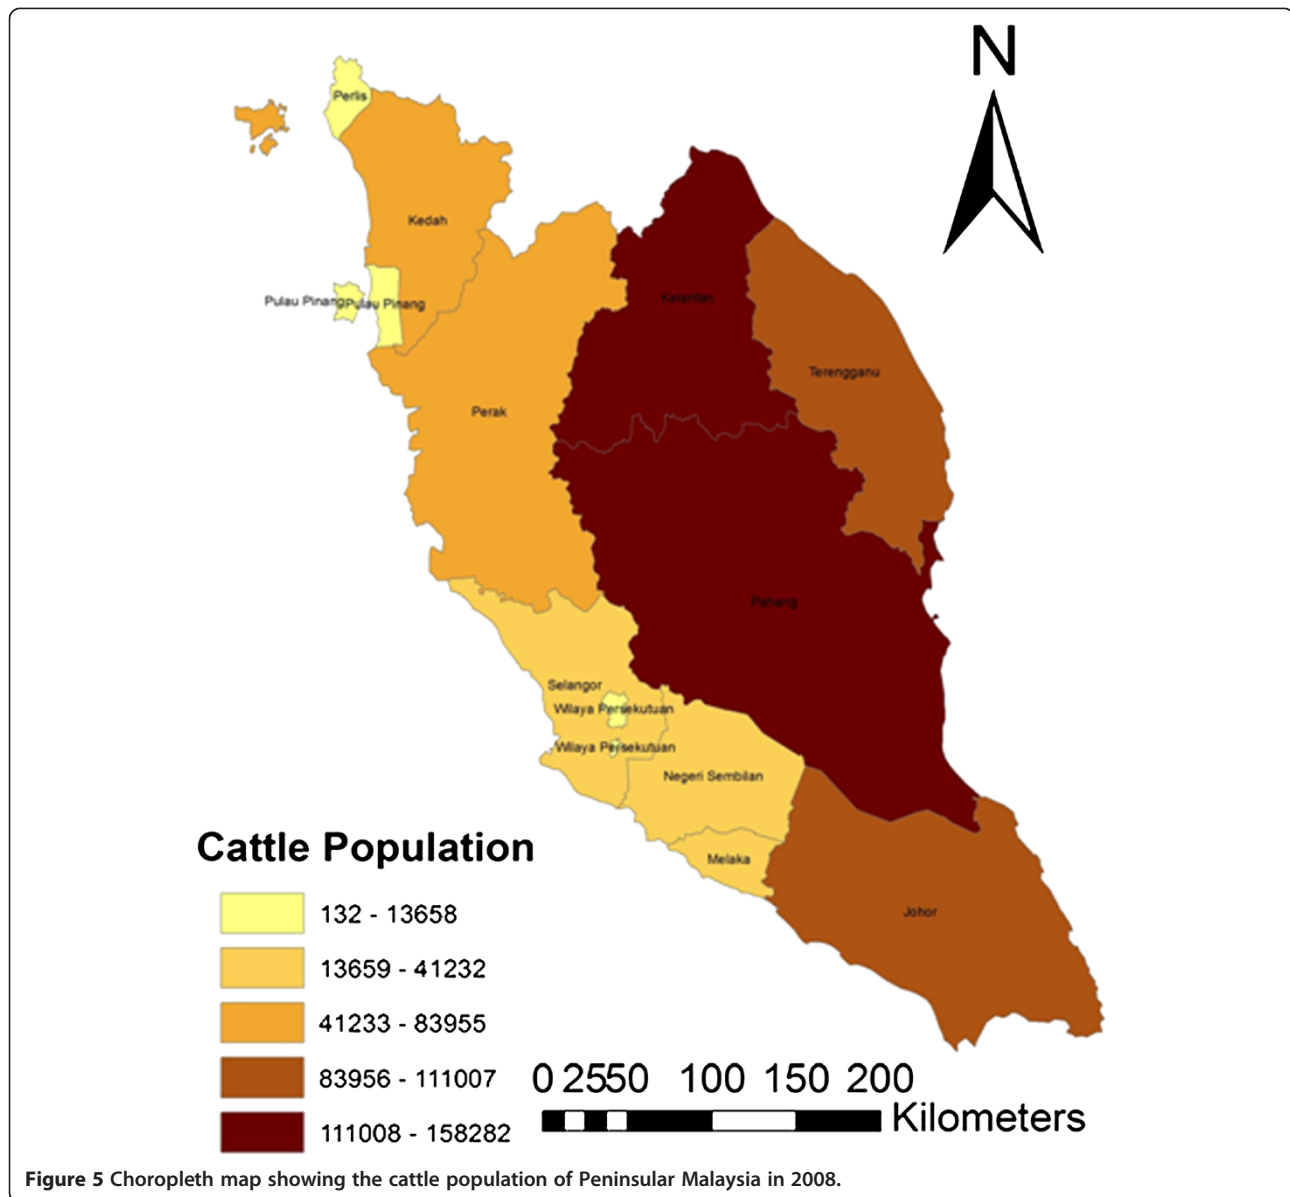 N
Perlis
Kedah
Pulau Pinang
Pulau Pinang
Kelantan
Terengganu
Perak
Pahang
Selangor
Wilaya Persekutuan
Wilaya Persekutuan
Negeri Sembilan
Melaka
Johor
Cattle Population
132 - 13658
13659 - 41232
41233 - 83955
83956 - 111007
111008 - 158282
0 25 50 100 150 200
Kilometers
Figure 5 Choropleth map showing the cattle population of Peninsular Malaysia in 2008.